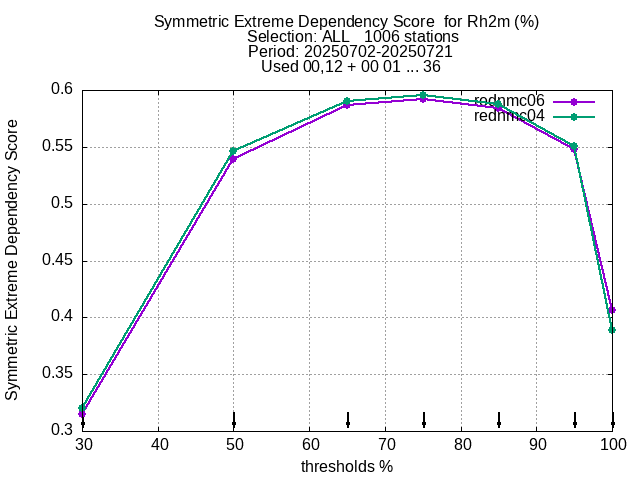 Symmetric Extreme Dependency Score for Rh2m (%)
Selection: ALL 1006 stations
Period: 20250702-20250721
Used 00,12 + 00 01 ... 36
rednmc06
rednmc04
Symmetric Extreme Dependency Score
0.6
0.55
0.5
0.45
0.4
0.35
0.3
30 40 50 60 70 80 90 100
thresholds %